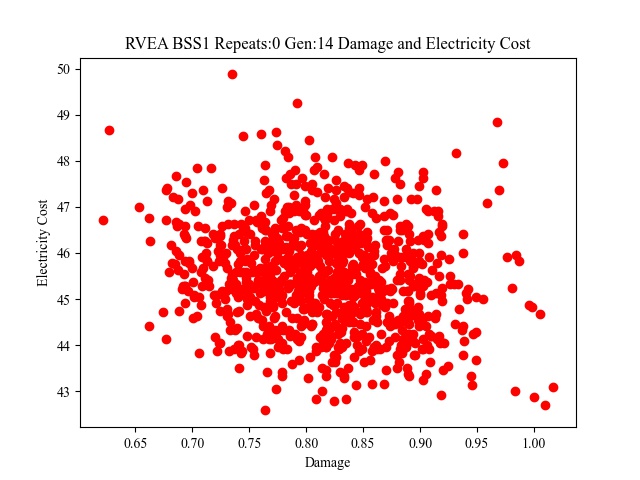 RVEA BSS1 Repeats:0 Gen:14 Damage and Electricity Cost
50
49
48
47
46
45
44
43
Electricity Cost
0.65 0.70 0.75 0.80 0.85 0.90 0.95 1.00
Damage